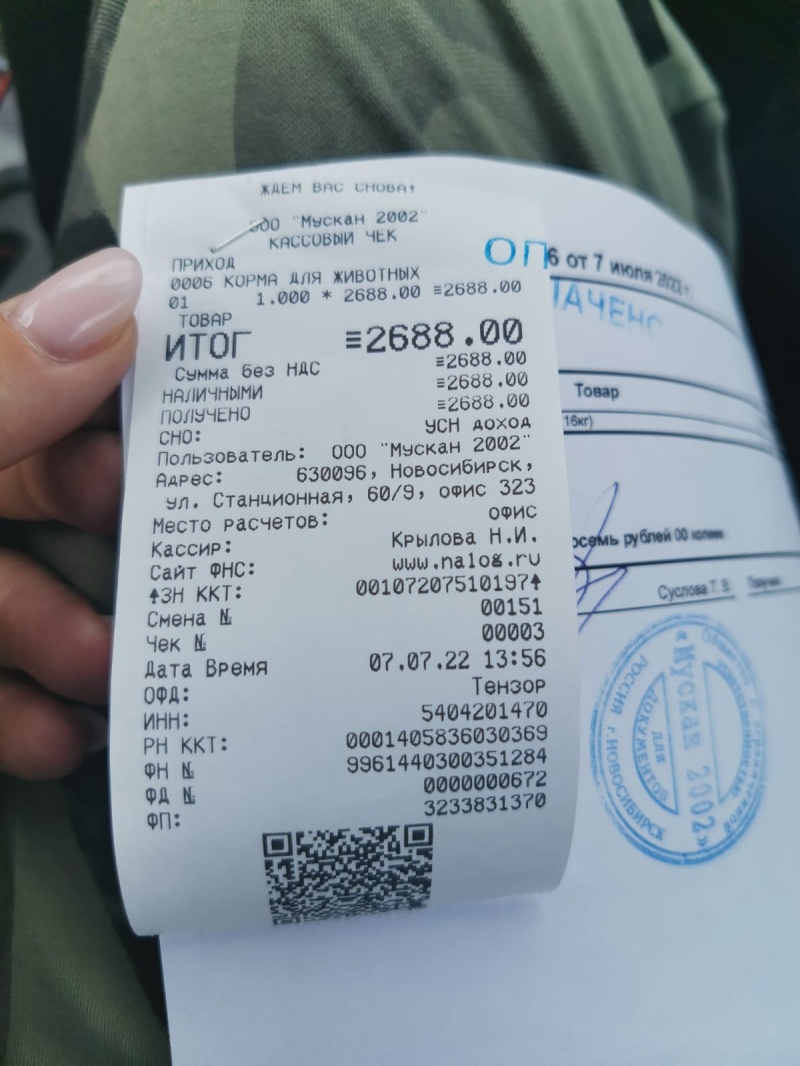 ЖДЕМ ВАС СНОВА!
ООО "Мускан 2002"
КАССОВЫЙ ЧЕК
ПРИХОД
0006 КОРМА ДЛЯ ЖИВОТНЫХ
01 1.000 * 2688.00 ≡2688.00
ТОВАР
ИТОГ ≡2688.00
Сумма без НДС ≡2688.00
НАЛИЧНЫМИ ≡2688.00
ПОЛУЧЕНО ≡2688.00
СНО: УСН доход
Пользователь: ООО "Мускан 2002"
Адрес: 630096, Новосибирск,
ул. Станционная, 60/9, офис 323
Место расчетов: офис
Кассир: Крылова Н.И.
Сайт ФНС: www.nalog.ru
↑ЗН ККТ: 00107207510197↑
Смена № 00151
Чек № 00003
Дата Время 07.07.22 13:56
ОФД: Тензор
ИНН: 5404201470
РН ККТ: 0001405836030369
ФН № 9961440300351284
ФД № 0000000672
ФП: 3233831370
6 от 7 июля 2022 г.
ОП
ЛАЧЕНО
Товар
16кг)
восемь рублей 00 копеек
Суслова Т. В.
Общество с ограниченной
ответственностью
«Мускан 2002»
ДЛЯ
ДОКУМЕНТОВ
РОССИЯ г. НОВОСИБИРСК